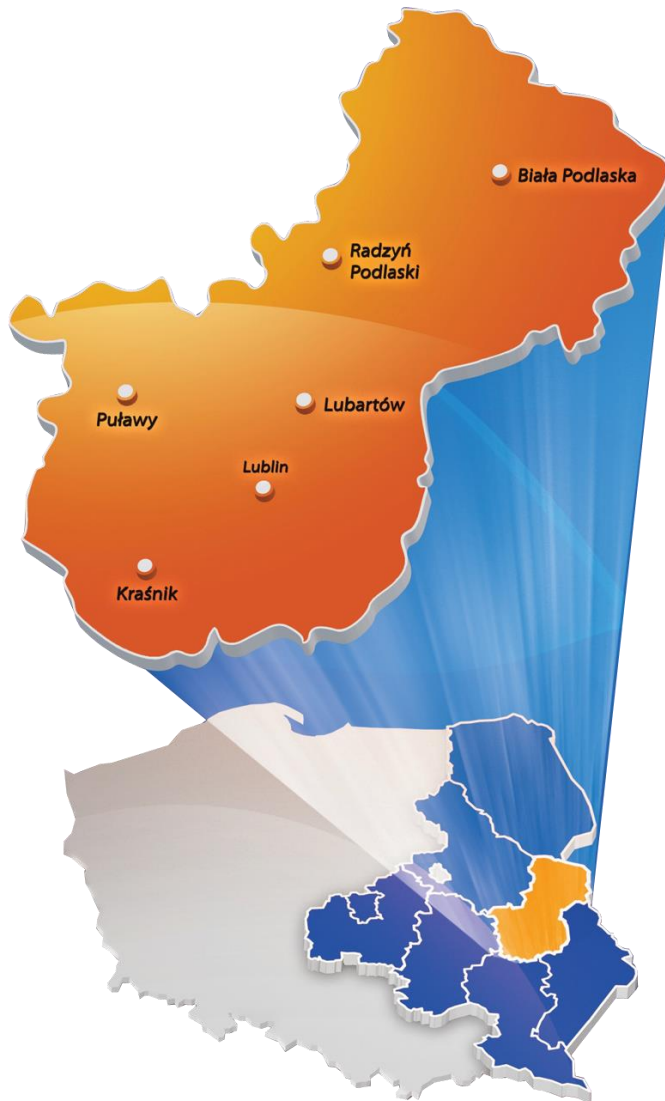 Biała Podlaska
Radzyń
Podlaski
Puławy
Lubartów
Lublin
Kraśnik